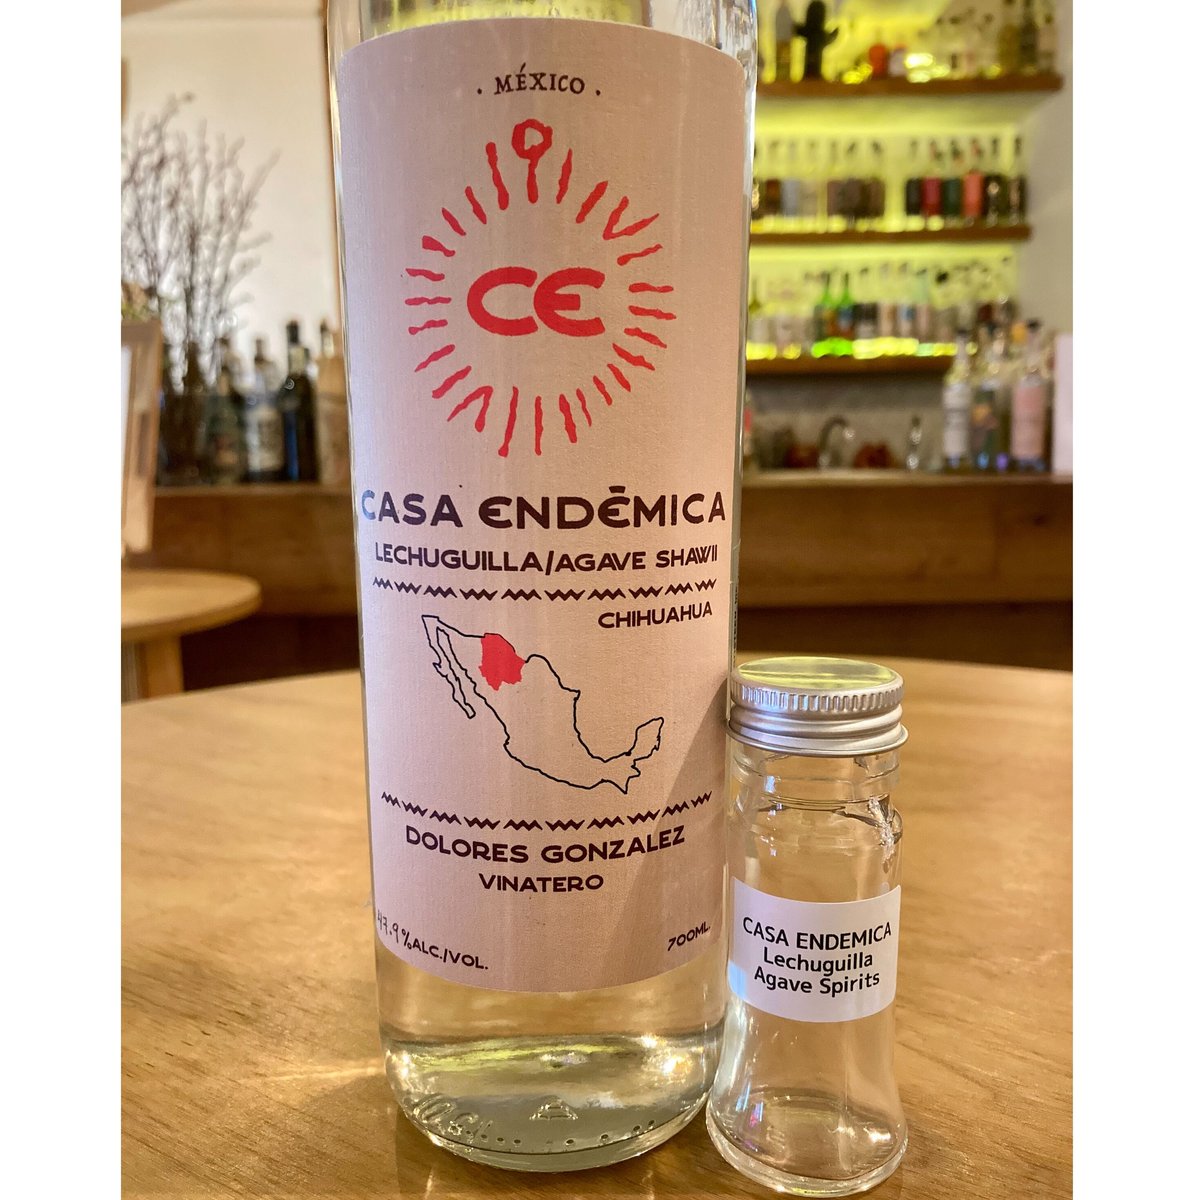 . MÉXICO .
CE
CASA ENDÉMICA
LECHUGUILLA/AGAVE SHAWII
CHIHUAHUA
DOLORES GONZALEZ
VINATERO
47.9%ALC./VOL.
700ML.
CASA ENDEMICA
Lechuguilla
Agave Spirits